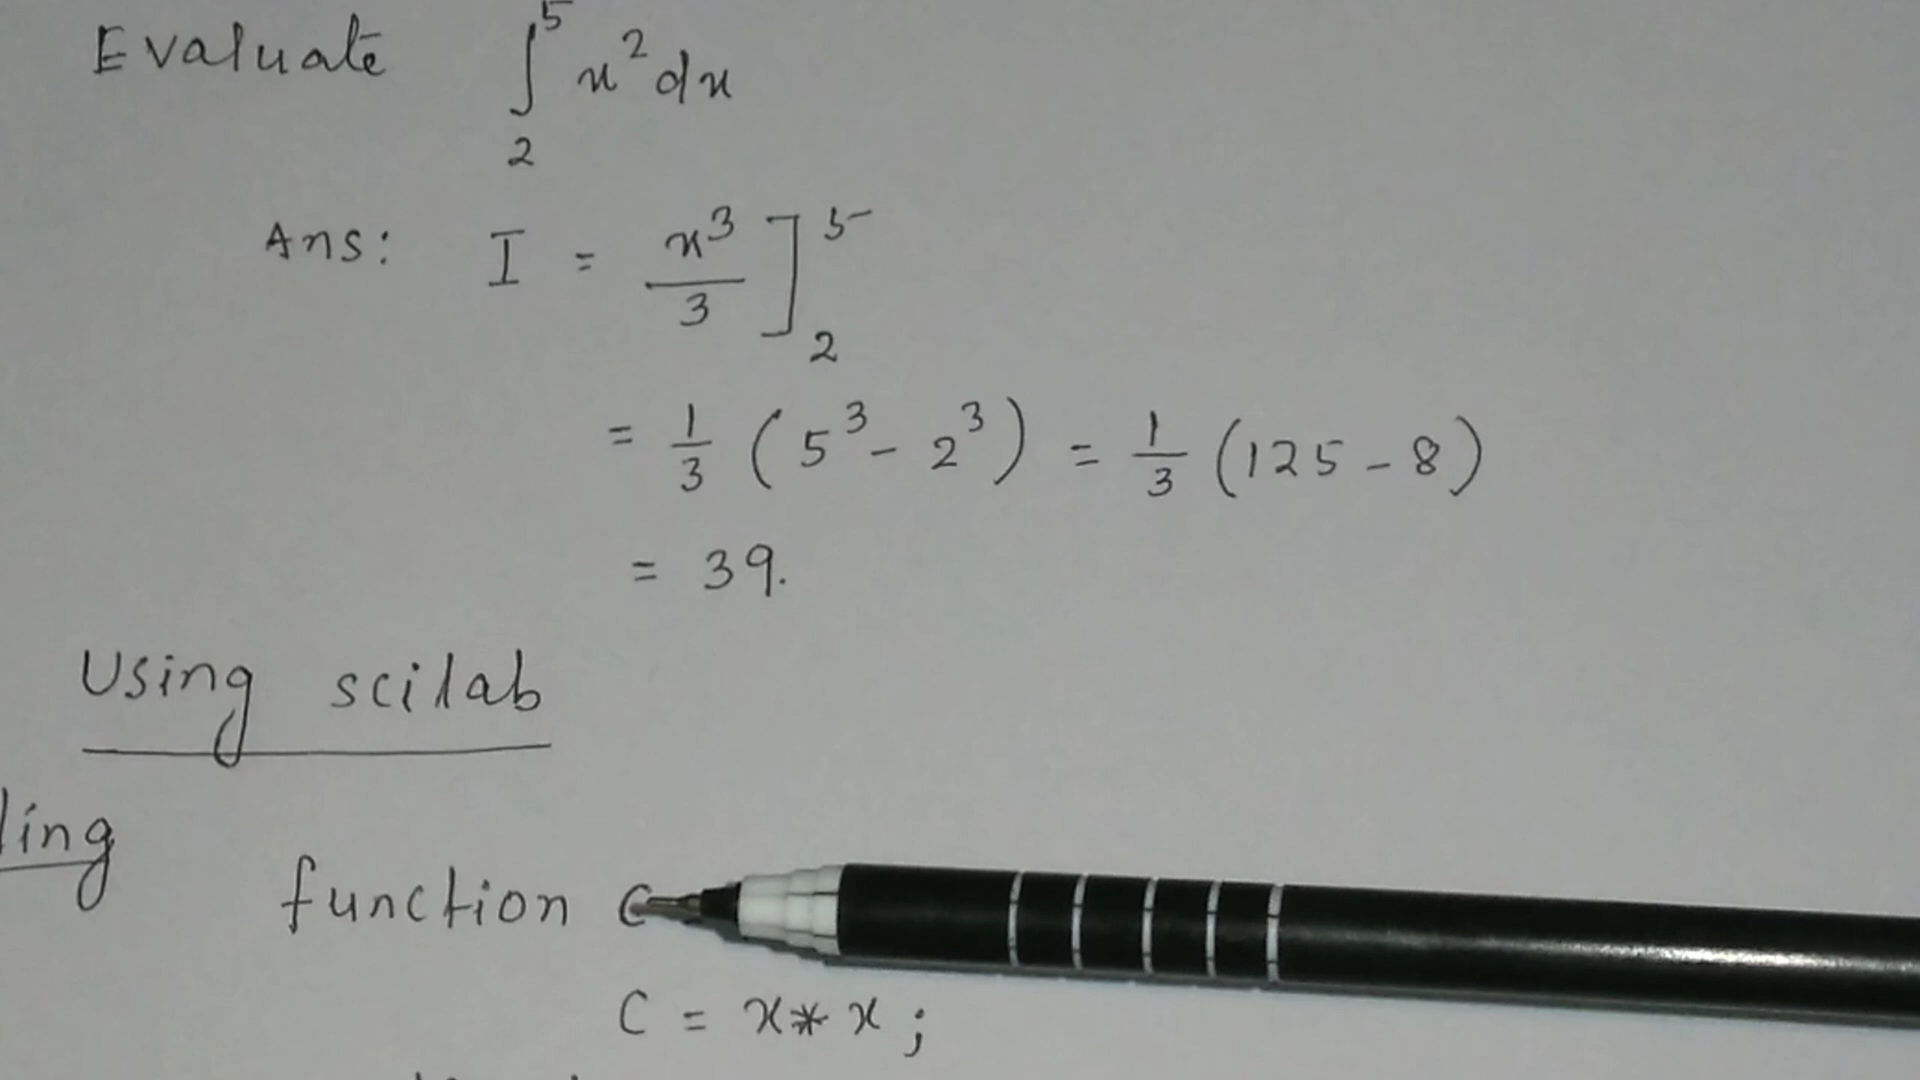 Evaluate ∫₂⁵ x² dx
Ans: I = x³/3 ]₂⁵
= 1/3 ( 5³ - 2³ ) = 1/3 ( 125 - 8 )
= 39.
Using scilab
function C
C = x * x ;